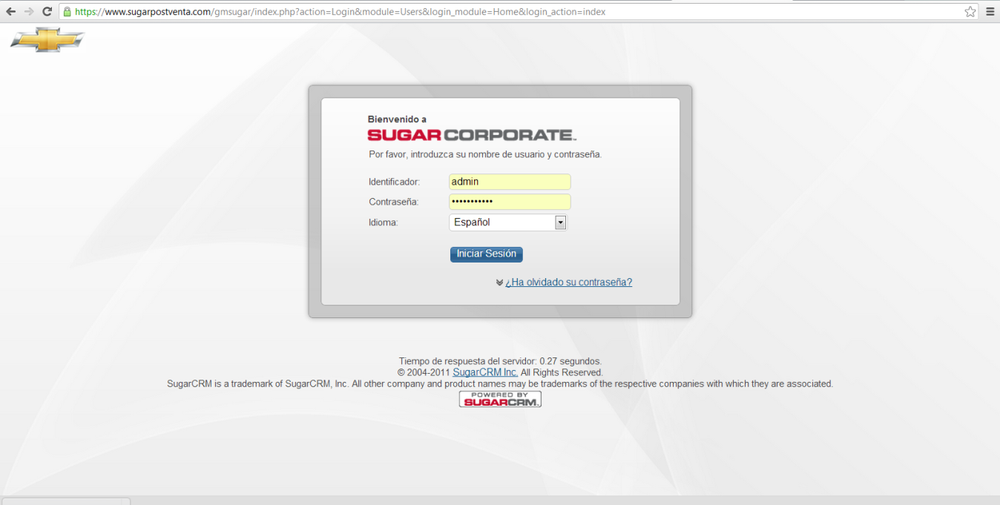 https://www.sugarpostventa.com/gmsugar/index.php?action=Login&module=Users&login_module=Home&login_action=index
Bienvenido a
SUGARCORPORATE™
Por favor, introduzca su nombre de usuario y contraseña.
Identificador: admin
Contraseña: •••••••••••
Idioma: Español
Iniciar Sesión
¿Ha olvidado su contraseña?
Tiempo de respuesta del servidor: 0.27 segundos.
© 2004-2011 SugarCRM Inc. All Rights Reserved.
SugarCRM is a trademark of SugarCRM, Inc. All other company and product names may be trademarks of the respective companies with which they are associated.
POWERED BY
SUGARCRM.